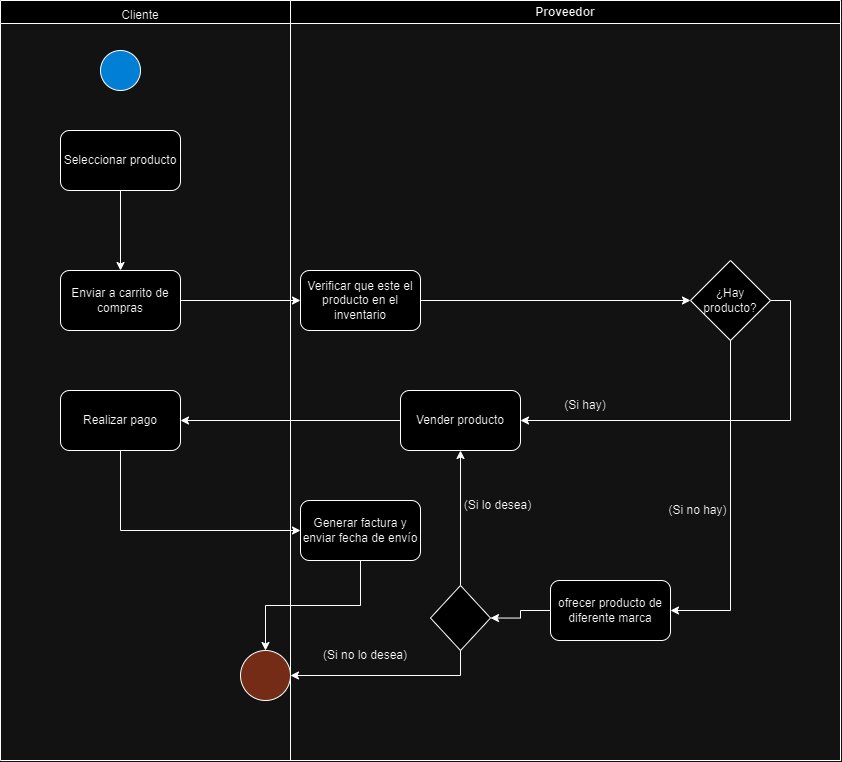 Cliente
Proveedor
Seleccionar producto
Enviar a carrito de
compras
Verificar que este el
producto en el
inventario
¿Hay
producto?
Realizar pago
Vender producto
(Si hay)
(Si lo desea)
(Si no hay)
Generar factura y
enviar fecha de envío
ofrecer producto de
diferente marca
(Si no lo desea)